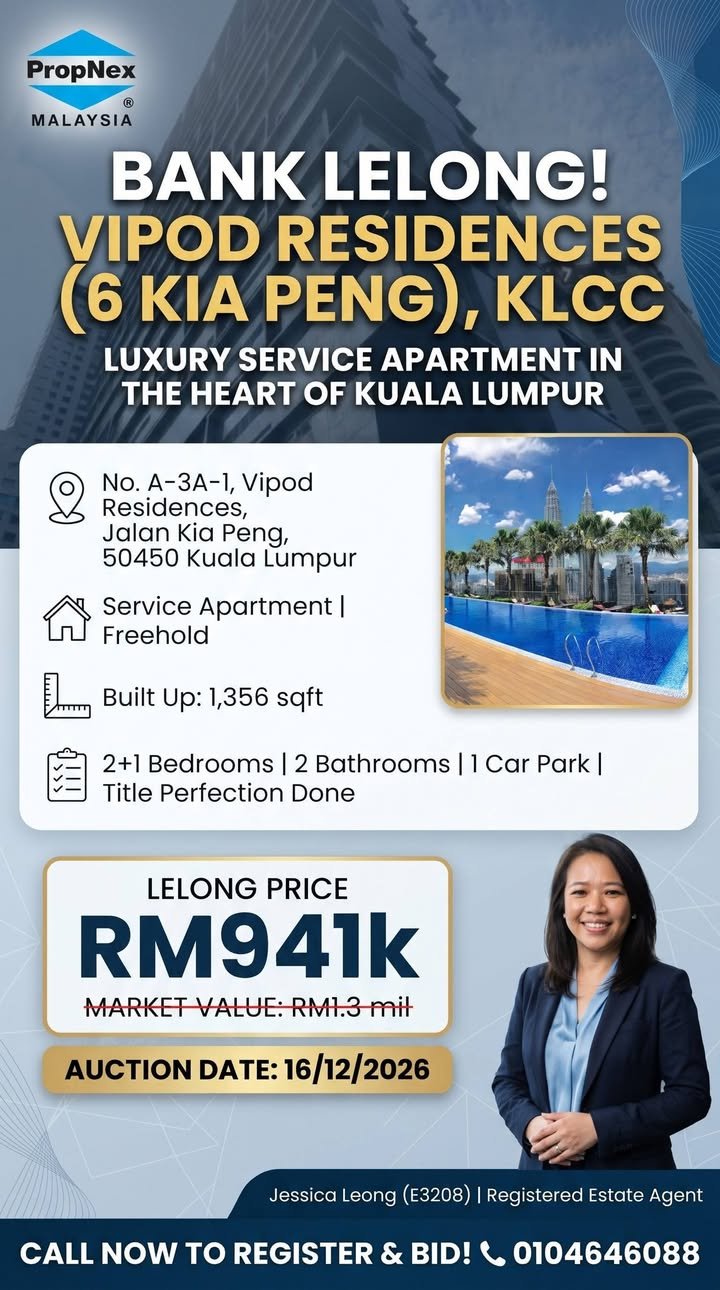 PropNex
®
MALAYSIA
BANK LELONG!
VIPOD RESIDENCES
(6 KIA PENG), KLCC
LUXURY SERVICE APARTMENT IN
THE HEART OF KUALA LUMPUR
No. A-3A-1, Vipod
Residences,
Jalan Kia Peng,
50450 Kuala Lumpur
Service Apartment |
Freehold
Built Up: 1,356 sqft
2+1 Bedrooms | 2 Bathrooms | 1 Car Park |
Title Perfection Done
LELONG PRICE
RM941k
MARKET VALUE: RM1.3 mil
AUCTION DATE: 16/12/2026
Jessica Leong (E3208) | Registered Estate Agent
CALL NOW TO REGISTER & BID! 0104646088